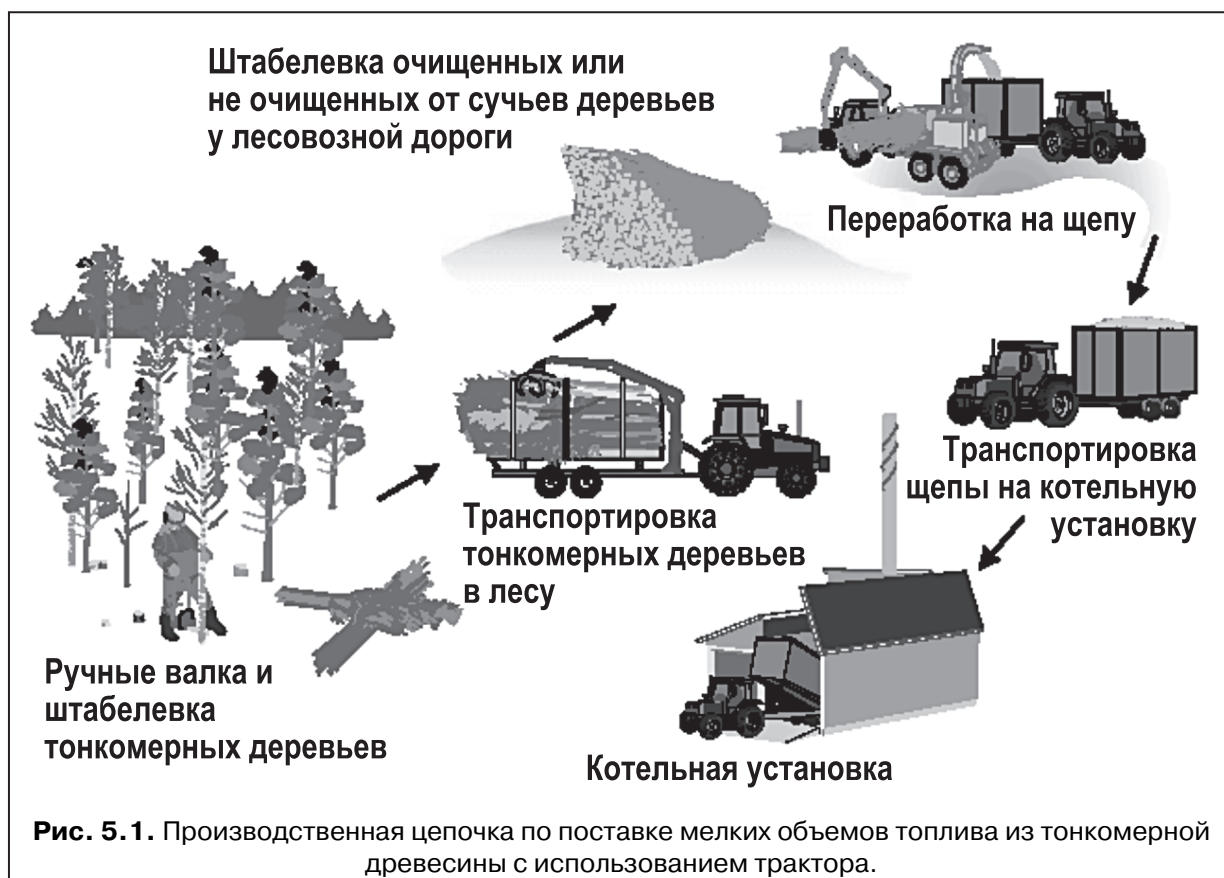 Штабелевка очищенных или
не очищенных от сучьев деревьев
у лесовозной дороги
Переработка на щепу
Транспортировка
щепы на котельную
установку
Транспортировка
тонкомерных деревьев
в лесу
Ручные валка и
штабелевка
тонкомерных деревьев
Котельная установка
Рис. 5.1. Производственная цепочка по поставке мелких объемов топлива из тонкомерной
древесины с использованием трактора.